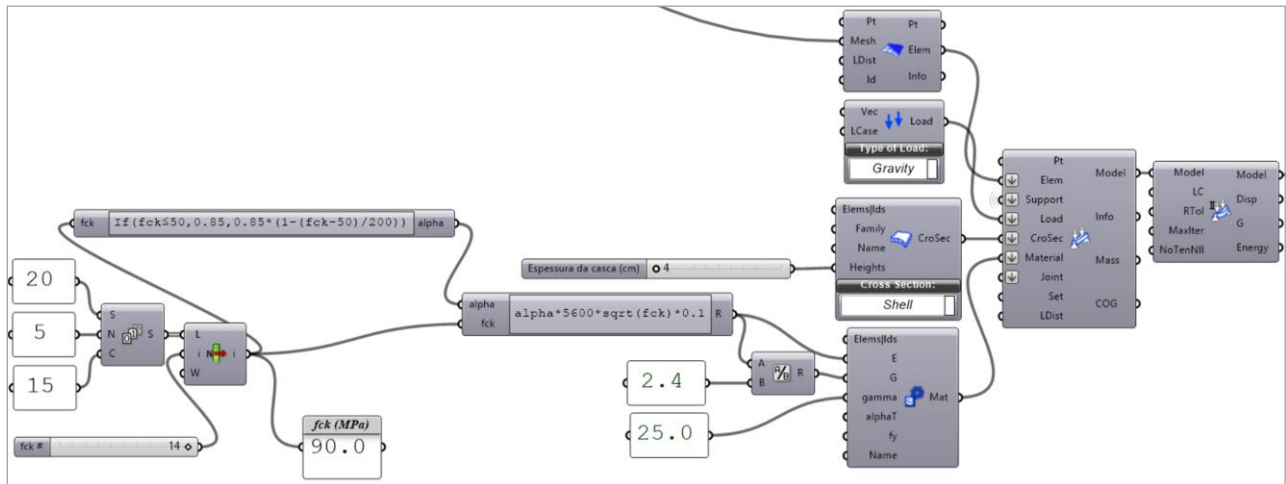 Pt
Mesh
LDist
Id
Pt
Elem
Info
Vec
LCase
Load
Type of Load:
Gravity
Elems|Ids
Family
Name
Heights
CroSec
Cross Section:
Shell
Espessura da casca (cm)
4
fck
If(fck≤50,0.85,0.85*(1-(fck-50)/200))
alpha
20
5
15
S
N
C
S
L
i
W
i
fck #
14
fck (MPa)
90.0
alpha
fck
alpha*5600*sqrt(fck)*0.1
R
2.4
25.0
A
B
A/B
R
Elems|Ids
E
G
gamma
alphaT
fy
Name
Mat
Pt
Elem
Support
Load
CroSec
Material
Joint
Set
LDist
Model
Info
Mass
COG
Model
LC
RTol
MaxIter
NoTenNII
Model
Disp
G
Energy